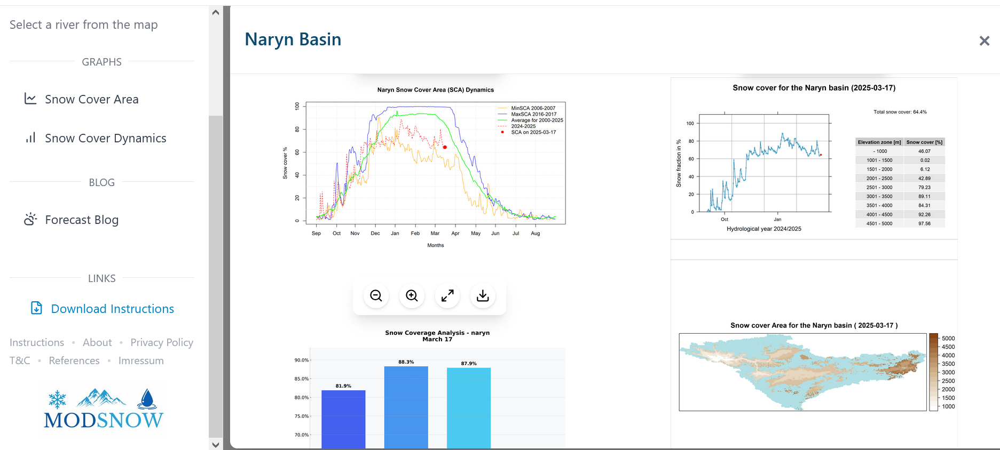 Select a river from the map
GRAPHS
Snow Cover Area
Snow Cover Dynamics
BLOG
Forecast Blog
LINKS
Download Instructions
Instructions • About • Privacy Policy
T&C • References • Imressum
MODSNOW
Naryn Basin
Naryn Snow Cover Area (SCA) Dynamics
MinSCA 2006-2007
MaxSCA 2016-2017
Average for 2000-2025
2024-2025
SCA on 2025-03-17
Snow cover %
100
80
60
40
20
0
Sep Oct Nov Dec Jan Feb Mar Apr May Jun Jul Aug
Months
Snow Coverage Analysis - naryn
March 17
90.0%
85.0%
80.0%
75.0%
70.0%
81.9%
88.3%
87.9%
Snow cover for the Naryn basin (2025-03-17)
Total snow cover: 64.4%
Snow fraction in %
100
80
60
40
20
0
Oct Jan
Hydrological year 2024/2025
Elevation zone [m] Snow cover [%]
- 1000 46.07
1001 - 1500 0.02
1501 - 2000 6.12
2001 - 2500 42.89
2501 - 3000 79.23
3001 - 3500 89.11
3501 - 4000 84.31
4001 - 4500 92.26
4501 - 5000 97.56
Snow cover Area for the Naryn basin ( 2025-03-17 )
5000
4500
4000
3500
3000
2500
2000
1500
1000